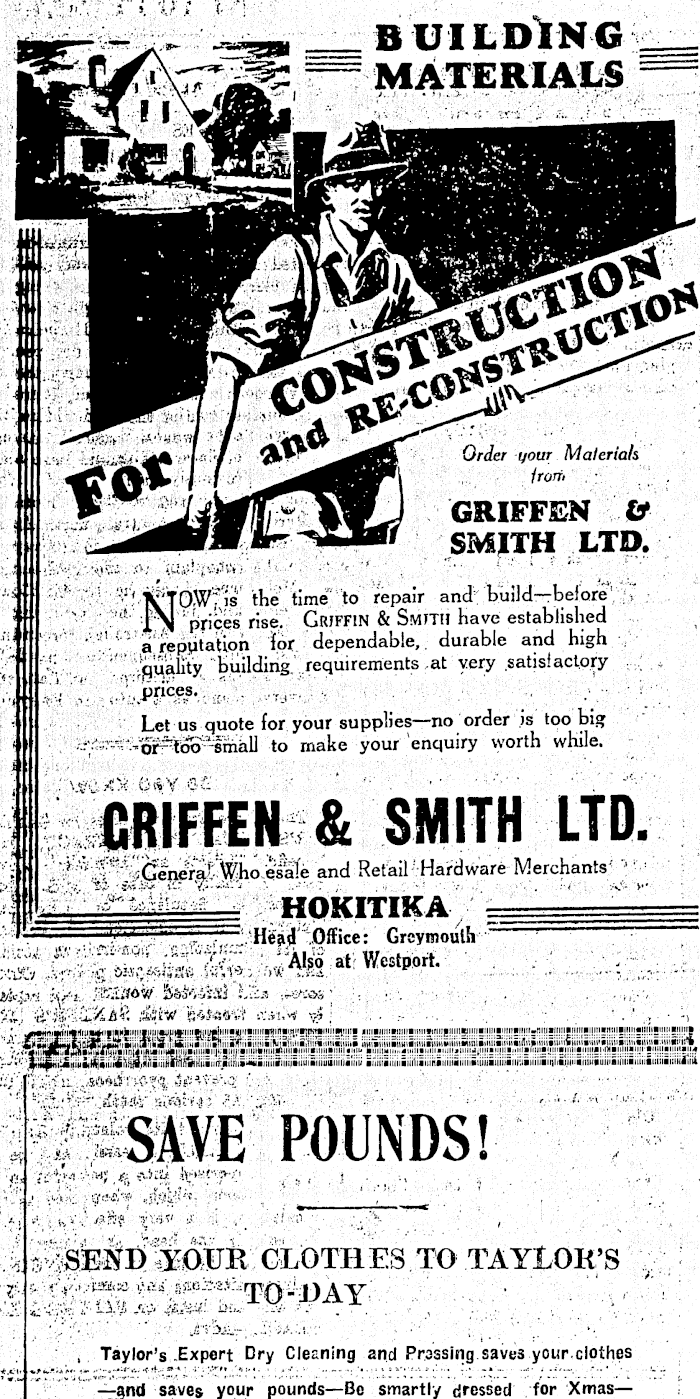 BUILDING
MATERIALS
For CONSTRUCTION
and RE-CONSTRUCTION
Order your Materials
from
GRIFFEN &
SMITH LTD.
NOW is the time to repair and build—before
prices rise. GRIFFIN & SMITH have established
a reputation for dependable, durable and high
quality building requirements at very satisfactory
prices.
Let us quote for your supplies—no order is too big
or too small to make your enquiry worth while.
GRIFFEN & SMITH LTD.
General Wholesale and Retail Hardware Merchants
HOKITIKA
Head Office: Greymouth
Also at Westport.
SAVE POUNDS!
SEND YOUR CLOTHES TO TAYLOR'S
TO-DAY
Taylor's Expert Dry Cleaning and Pressing saves your clothes
—and saves your pounds—Be smartly dressed for Xmas—